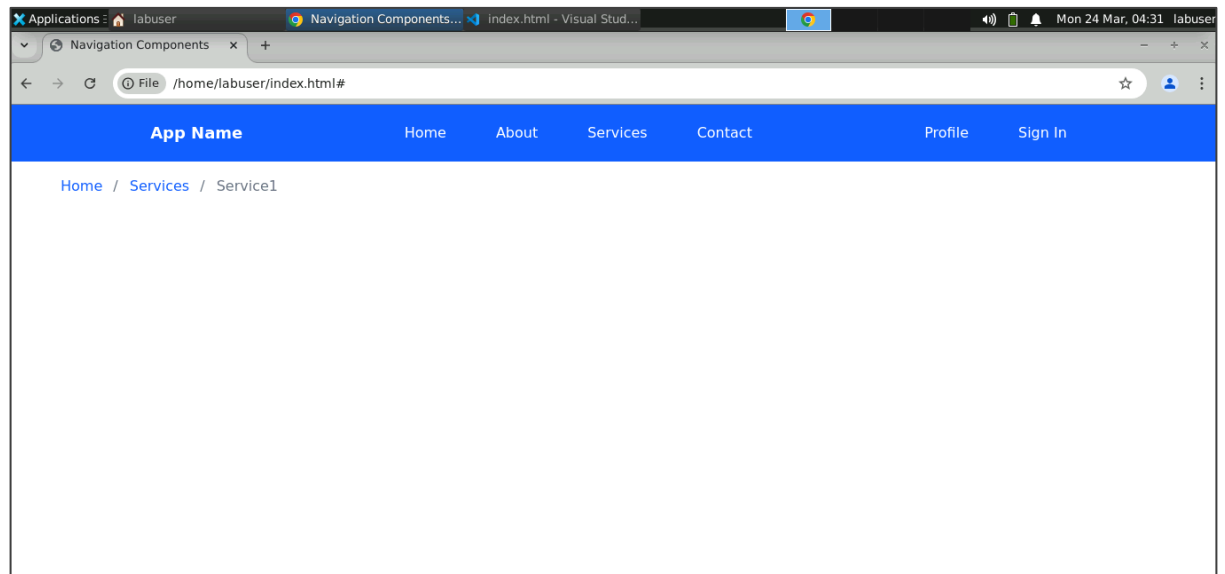 Applications labuser Navigation Components... index.html - Visual Stud... Mon 24 Mar, 04:31 labuser
Navigation Components
File /home/labuser/index.html#
App Name Home About Services Contact Profile Sign In
Home / Services / Service1